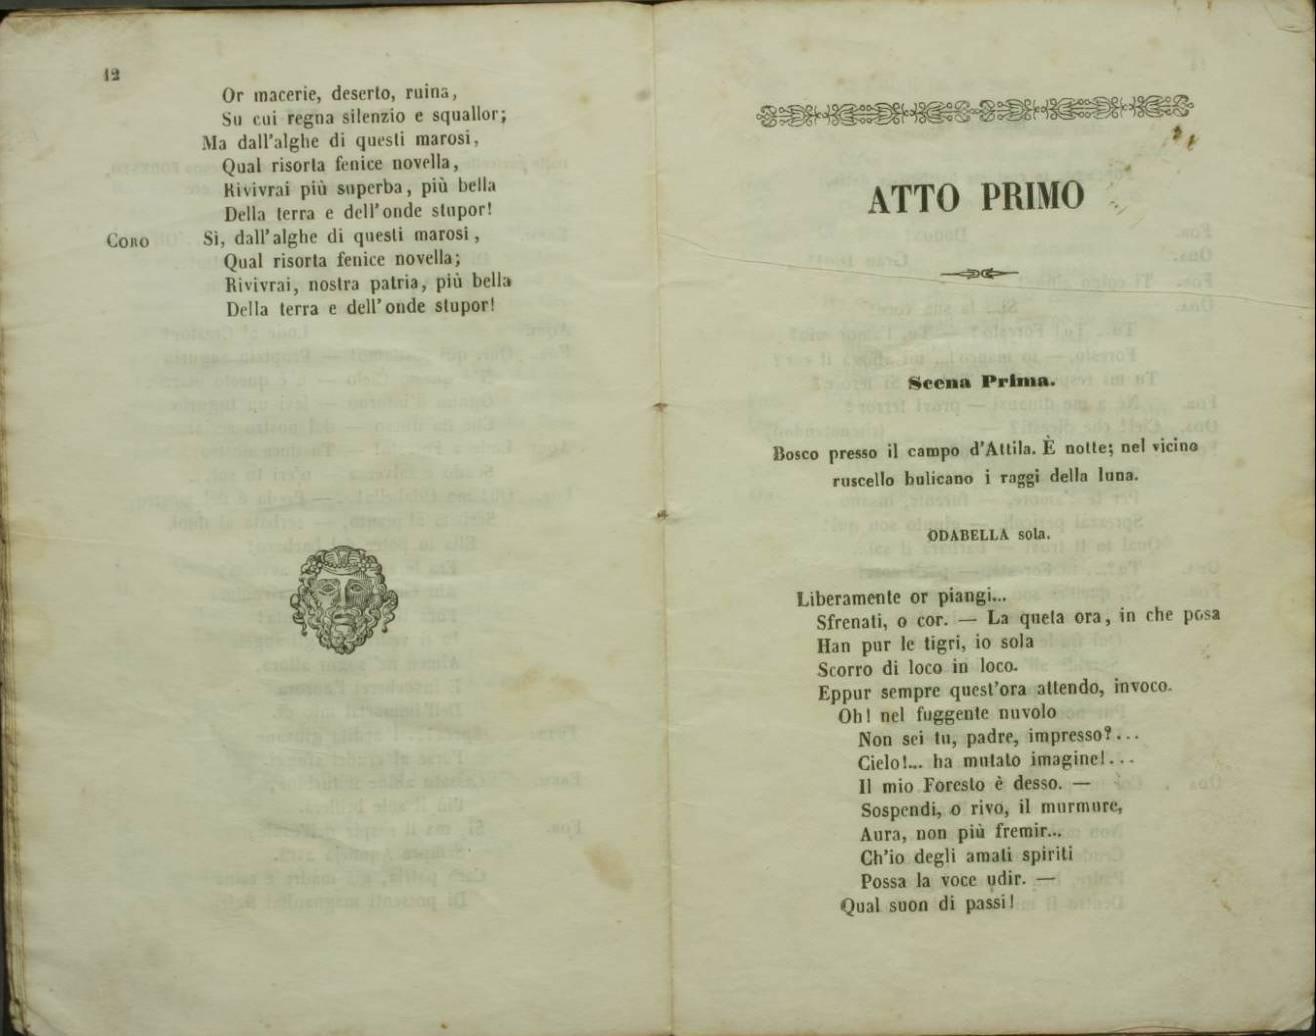 12
Or macerie, deserto, ruina,
Su cui regna silenzio e squallor;
Ma dall'alghe di questi marosi,
Qual risorta fenice novella,
Rivivrai più superba, più bella
Della terra e dell'onde stupor!
CORO Sì, dall'alghe di questi marosi,
Qual risorta fenice novella;
Rivivrai, nostra patria, più bella
Della terra e dell'onde stupor!
ATTO PRIMO
Scena Prima.
Bosco presso il campo d'Attila. È notte; nel vicino
ruscello bulicano i raggi della luna.
ODABELLA sola.
Liberamente or piangi...
Sfrenati, o cor. — La queta ora, in che posa
Han pur le tigri, io sola
Scorro di loco in loco.
Eppur sempre quest'ora attendo, invoco.
Oh! nel fuggente nuvolo
Non sei tu, padre, impresso?...
Cielo!... ha mutato imagine!...
Il mio Foresto è desso. —
Sospendi, o rivo, il murmure,
Aura, non più fremir...
Ch'io degli amati spiriti
Possa la voce udir. —
Qual suon di passi!